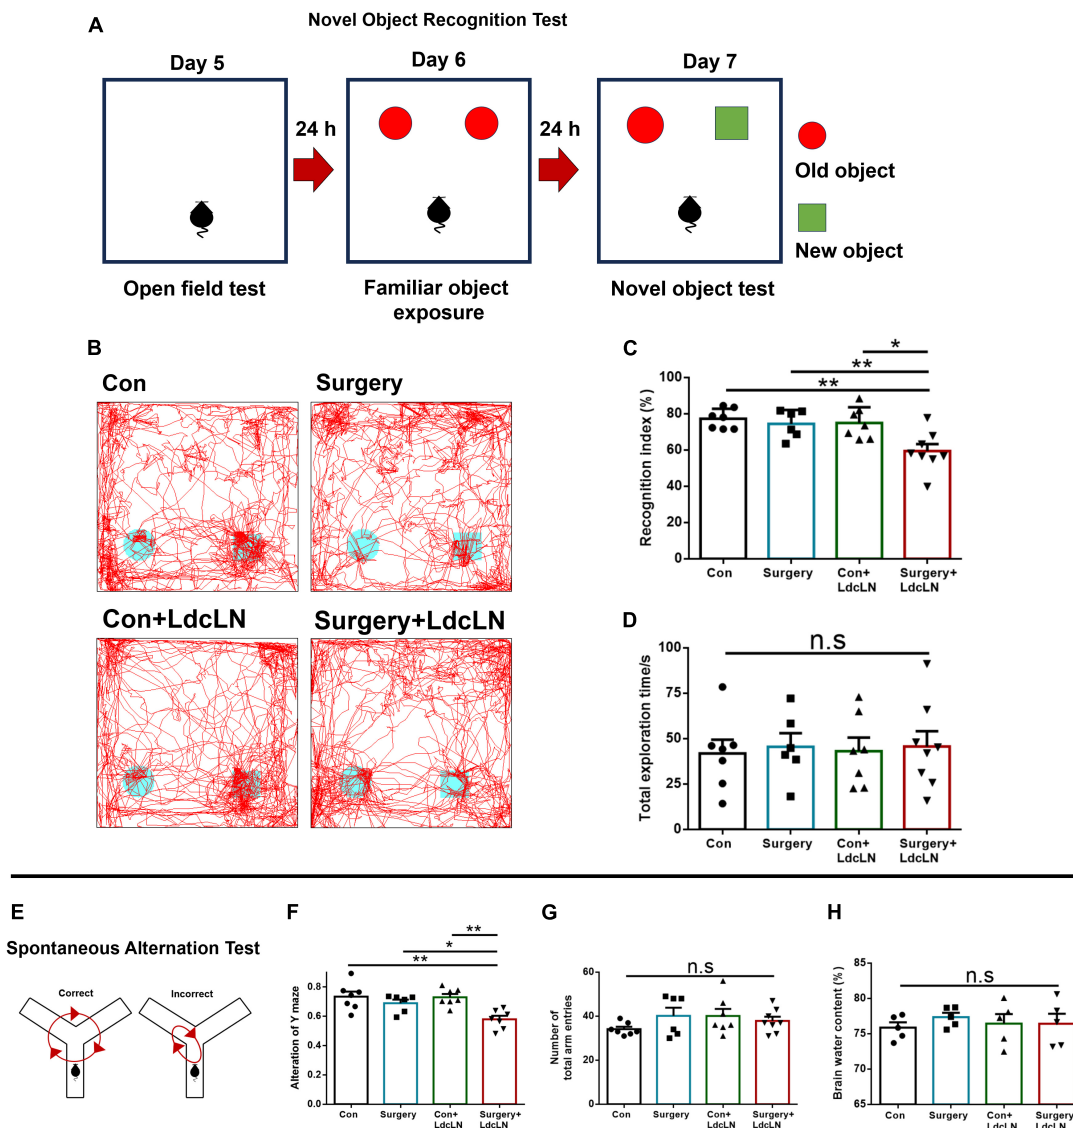 A
Novel Object Recognition Test
Day 5
Day 6
Day 7
24 h
24 h
Old object
New object
Open field test
Familiar object
exposure
Novel object test
B
Con
Surgery
Con+LdcLN
Surgery+LdcLN
C
*
**
**
Recognition index (%)
100
80
60
40
20
0
Con
Surgery
Con+
LdcLN
Surgery+
LdcLN
D
n.s
Total exploration time/s
100
75
50
25
0
Con
Surgery
Con+
LdcLN
Surgery+
LdcLN
E
Spontaneous Alternation Test
Correct
Incorrect
F
**
*
**
Alteration of Y maze
0.8
0.6
0.4
0.2
0.0
Con
Surgery
Con+
LdcLN
Surgery+
LdcLN
G
n.s
Number of
total arm entries
60
40
20
0
Con
Surgery
Con+
LdcLN
Surgery+
LdcLN
H
n.s
Brain water content (%)
85
80
75
70
65
Con
Surgery
Con+
LdcLN
Surgery+
LdcLN